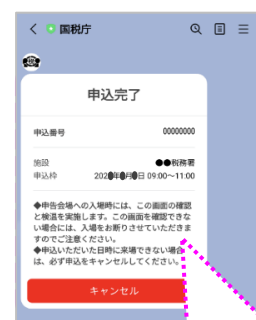 国税庁
申込完了
申込番号 00000000
施設 ●●税務署
申込枠 202●年●月●日 09:00～11:00
◆申告会場への入場時には、この画面の確認
と検温を実施します。この画面を確認できな
い場合には、入場をお断りさせていただきま
すのでご注意ください。
◆申込いただいた日時に来場できない場合
は、必ず申込をキャンセルしてください。
キャンセル